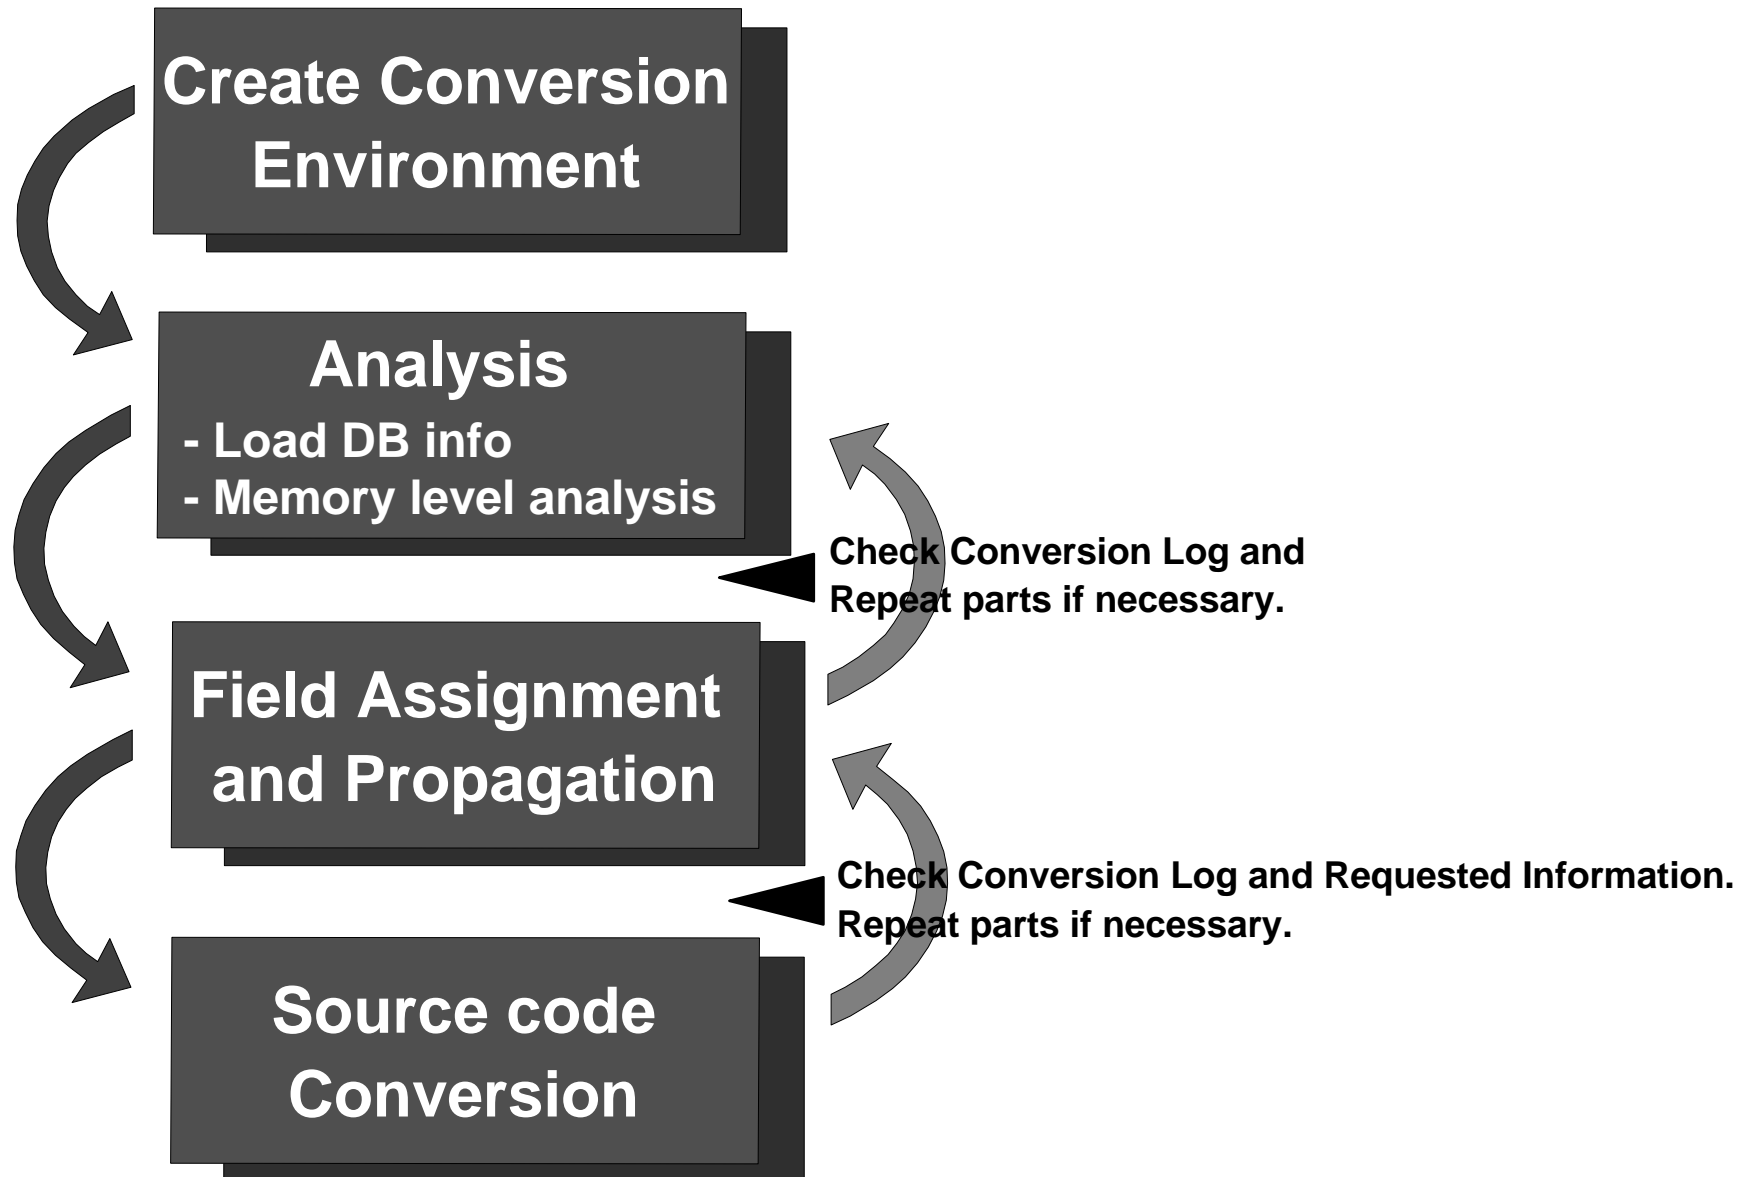 Create Conversion
Environment
Analysis
- Load DB info
- Memory level analysis
Check Conversion Log and
Repeat parts if necessary.
Field Assignment
and Propagation
Check Conversion Log and Requested Information.
Repeat parts if necessary.
Source code
Conversion